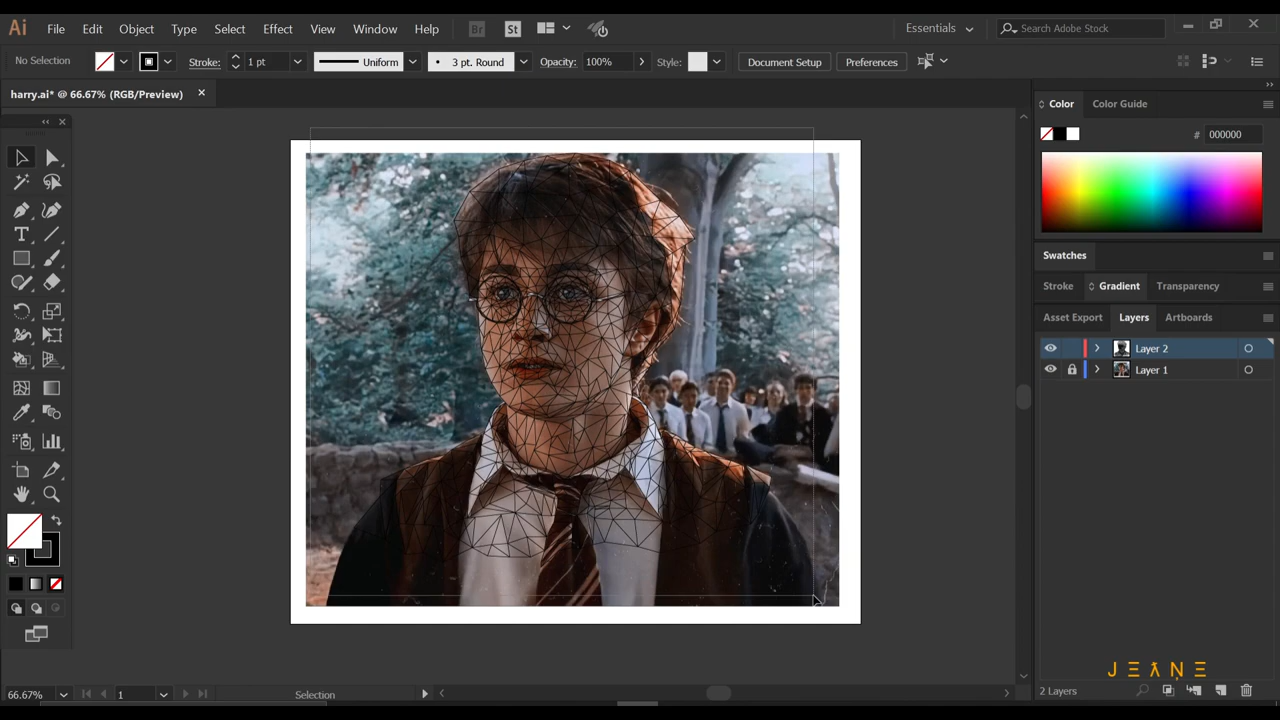 Ai File Edit Object Type Select Effect View Window Help Br St Essentials Search Adobe Stock
No Selection Stroke: 1 pt Uniform 3 pt. Round Opacity: 100% Style: Document Setup Preferences
harry.ai* @ 66.67% (RGB/Preview)
Color Color Guide
# 000000
Swatches
Stroke Gradient Transparency
Asset Export Layers Artboards
Layer 2
Layer 1
JEANE
66.67% 1 Selection 2 Layers